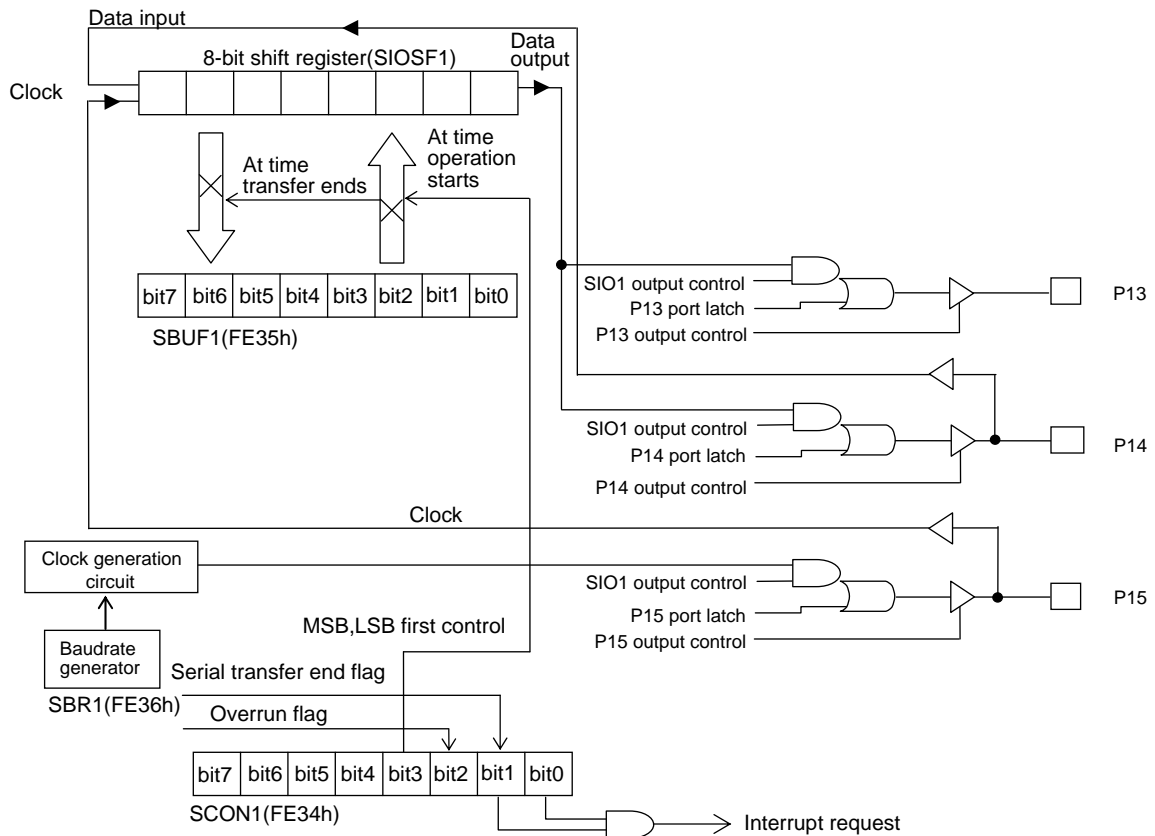 Data input
8-bit shift register(SIOSF1)
Data
output
Clock
At time
transfer ends
At time
operation
starts
bit7 bit6 bit5 bit4 bit3 bit2 bit1 bit0
SBUF1(FE35h)
SIO1 output control
P13 port latch
P13 output control
P13
SIO1 output control
P14 port latch
P14 output control
P14
Clock
Clock generation
circuit
SIO1 output control
P15 port latch
P15 output control
P15
Baudrate
generator
SBR1(FE36h)
MSB,LSB first control
Serial transfer end flag
Overrun flag
bit7 bit6 bit5 bit4 bit3 bit2 bit1 bit0
SCON1(FE34h)
Interrupt request